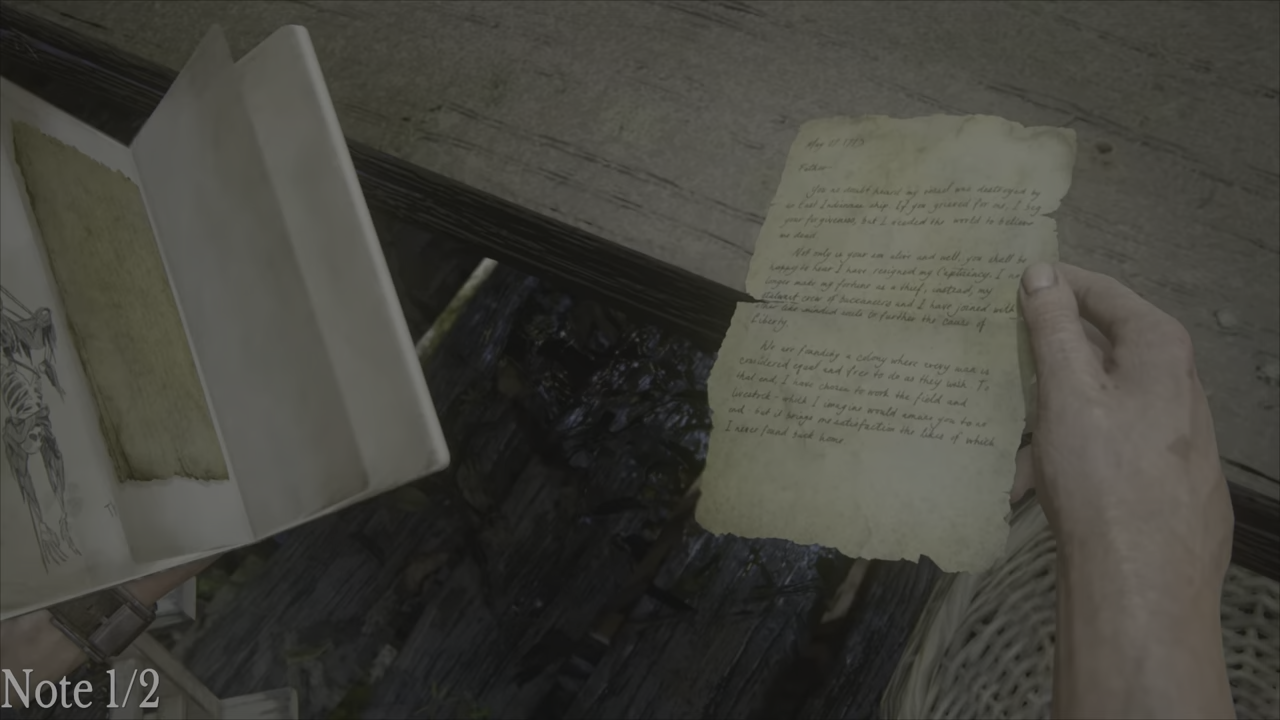 Father-
You no doubt heard my vessel was destroyed by
an East Indiaman ship. If you grieved for me, I beg
your forgiveness, but I needed the world to believe
me dead.
Not only is your son alive and well, you shall be
happy to hear I have resigned my Captaincy. I no
longer make my fortune as a thief, instead, my
stalwart crew of buccaneers and I have joined with
other like minded souls to further the cause of
Liberty.
We are founding a colony where every man is
considered equal and free to do as they wish. To
that end, I have chosen to work the field and
livestock - which I imagine would amuse you to no
end - but it brings me satisfaction the likes of which
I never found back home.
Note 1/2